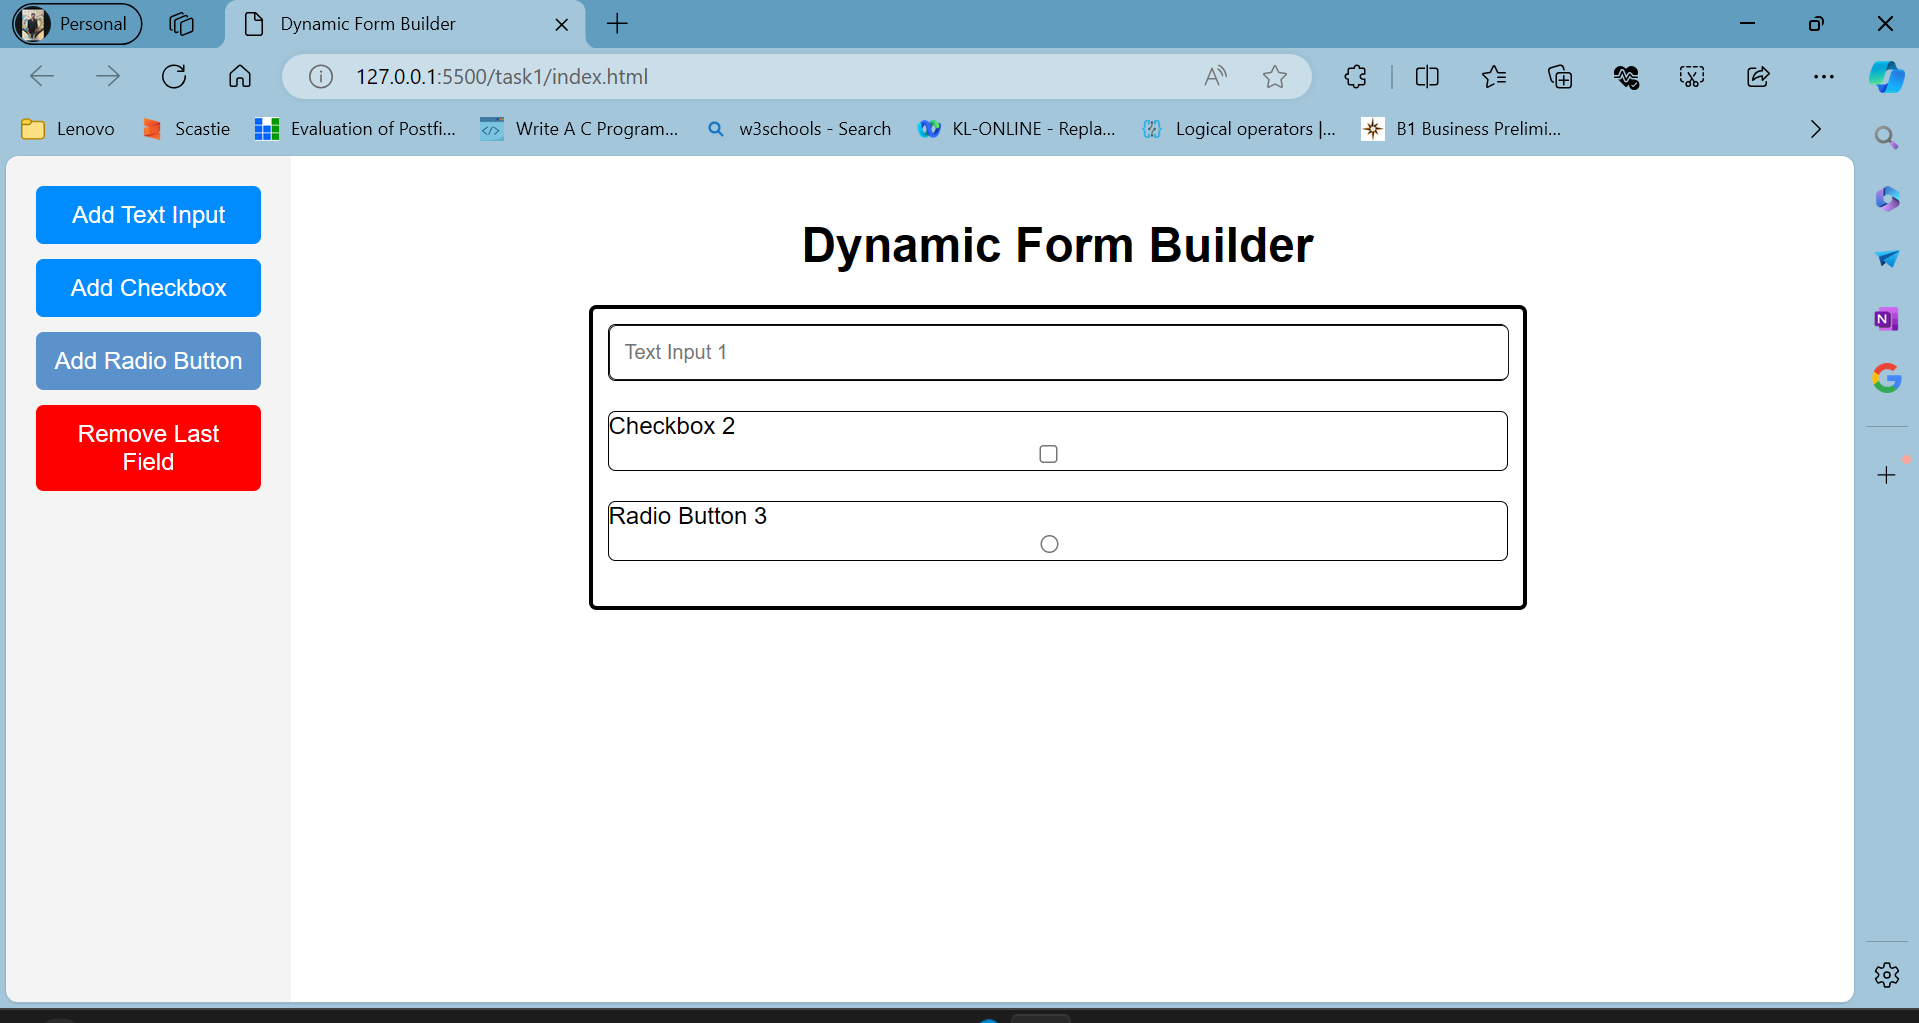 Personal
Dynamic Form Builder
127.0.0.1:5500/task1/index.html
Lenovo
Scastie
Evaluation of Postfi...
Write A C Program...
w3schools - Search
KL-ONLINE - Repla...
Logical operators |...
B1 Business Prelimi...
Add Text Input
Add Checkbox
Add Radio Button
Remove Last
Field
Dynamic Form Builder
Text Input 1
Checkbox 2
Radio Button 3